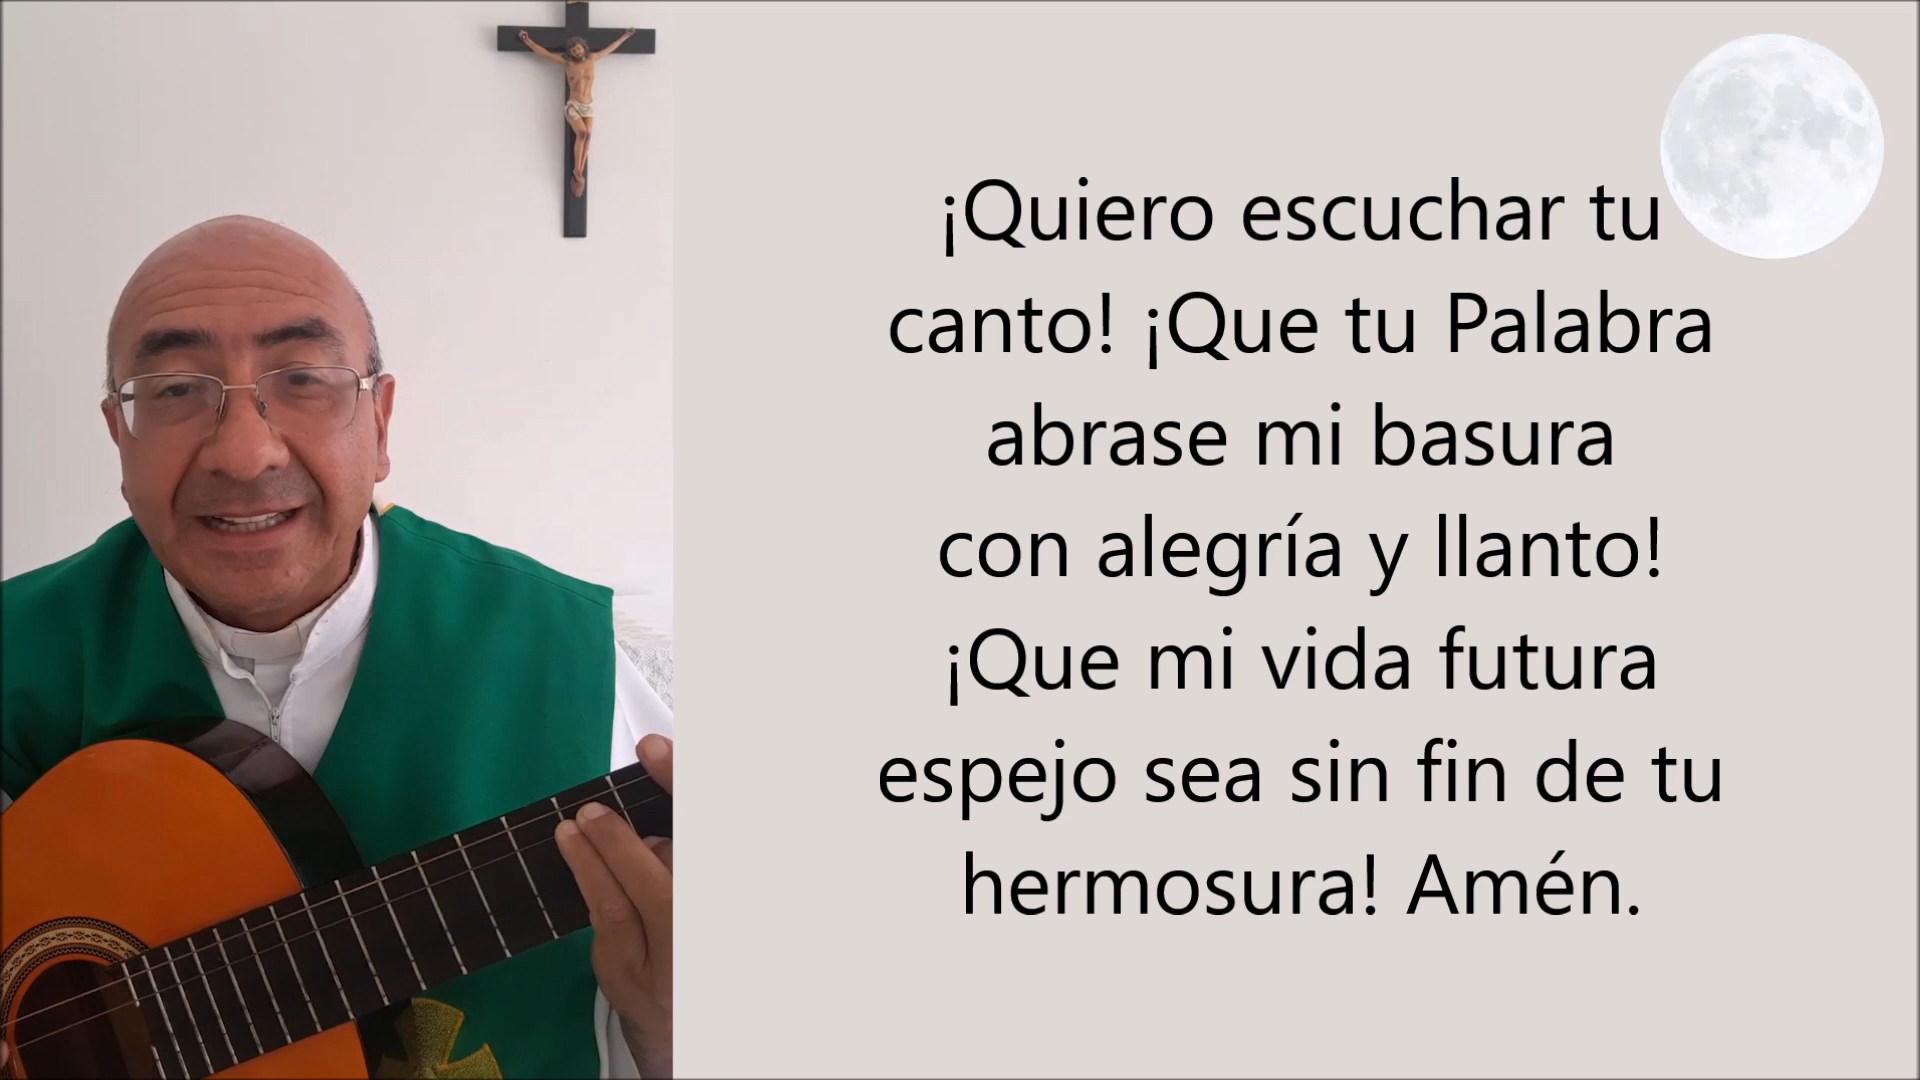 ¡Quiero escuchar tu
canto! ¡Que tu Palabra
abrase mi basura
con alegría y llanto!
¡Que mi vida futura
espejo sea sin fin de tu
hermosura! Amén.